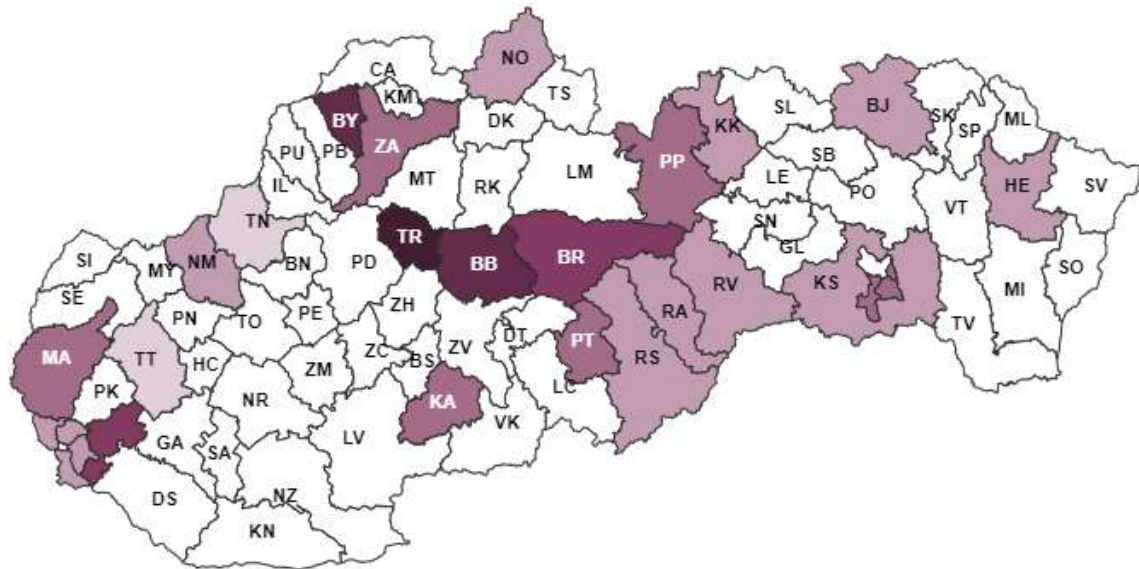 NO
CA
TS
KM
SL
BJ
SK
ML
BY
DK
KK
SP
ZA
PU
PB
SB
PP
LM
LE
HE
SV
IL
MT
RK
PO
TN
SN
VT
TR
GL
SI
MY
NM
BN
PD
BB
BR
SO
RV
KS
MI
SE
PN
TO
PE
ZH
RA
TV
DT
PT
ZC
ZV
MA
TT
HC
ZM
BS
RS
PK
LC
NR
KA
VK
LV
GA
SA
DS
NZ
KN